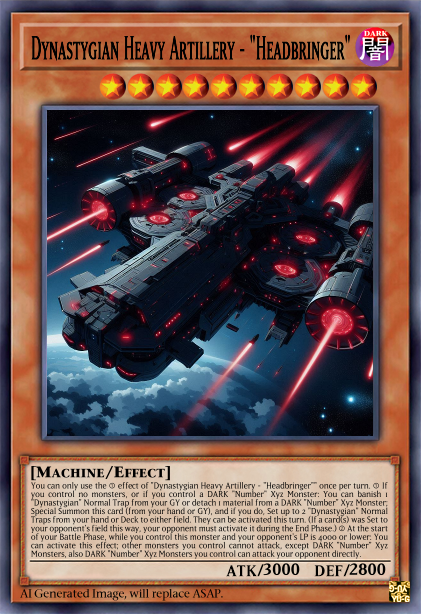 Dynastygian Heavy Artillery - "Headbringer"
DARK
闇
[Machine/Effect]
You can only use the ① effect of "Dynastygian Heavy Artillery - "Headbringer"" once per turn. ① If
you control no monsters, or if you control a DARK "Number" Xyz Monster: You can banish 1
"Dynastygian" Normal Trap from your GY or detach 1 material from a DARK "Number" Xyz Monster;
Special Summon this card (from your hand or GY), and if you do, Set up to 2 "Dynastygian" Normal
Traps from your hand or Deck to either field. They can be activated this turn. (If a card(s) was Set to
your opponent's Field this way, your opponent must activate it during the End Phase.) ② At the start
of your Battle Phase, while you control this monster and your opponent's LP is 4000 or lower: You can
activate this effect; other monsters you control cannot attack, except DARK "Number" Xyz
Monsters, also DARK "Number" Xyz Monsters you control can attack your opponent directly.
ATK/3000 DEF/2800
AI Generated Image, will replace ASAP.